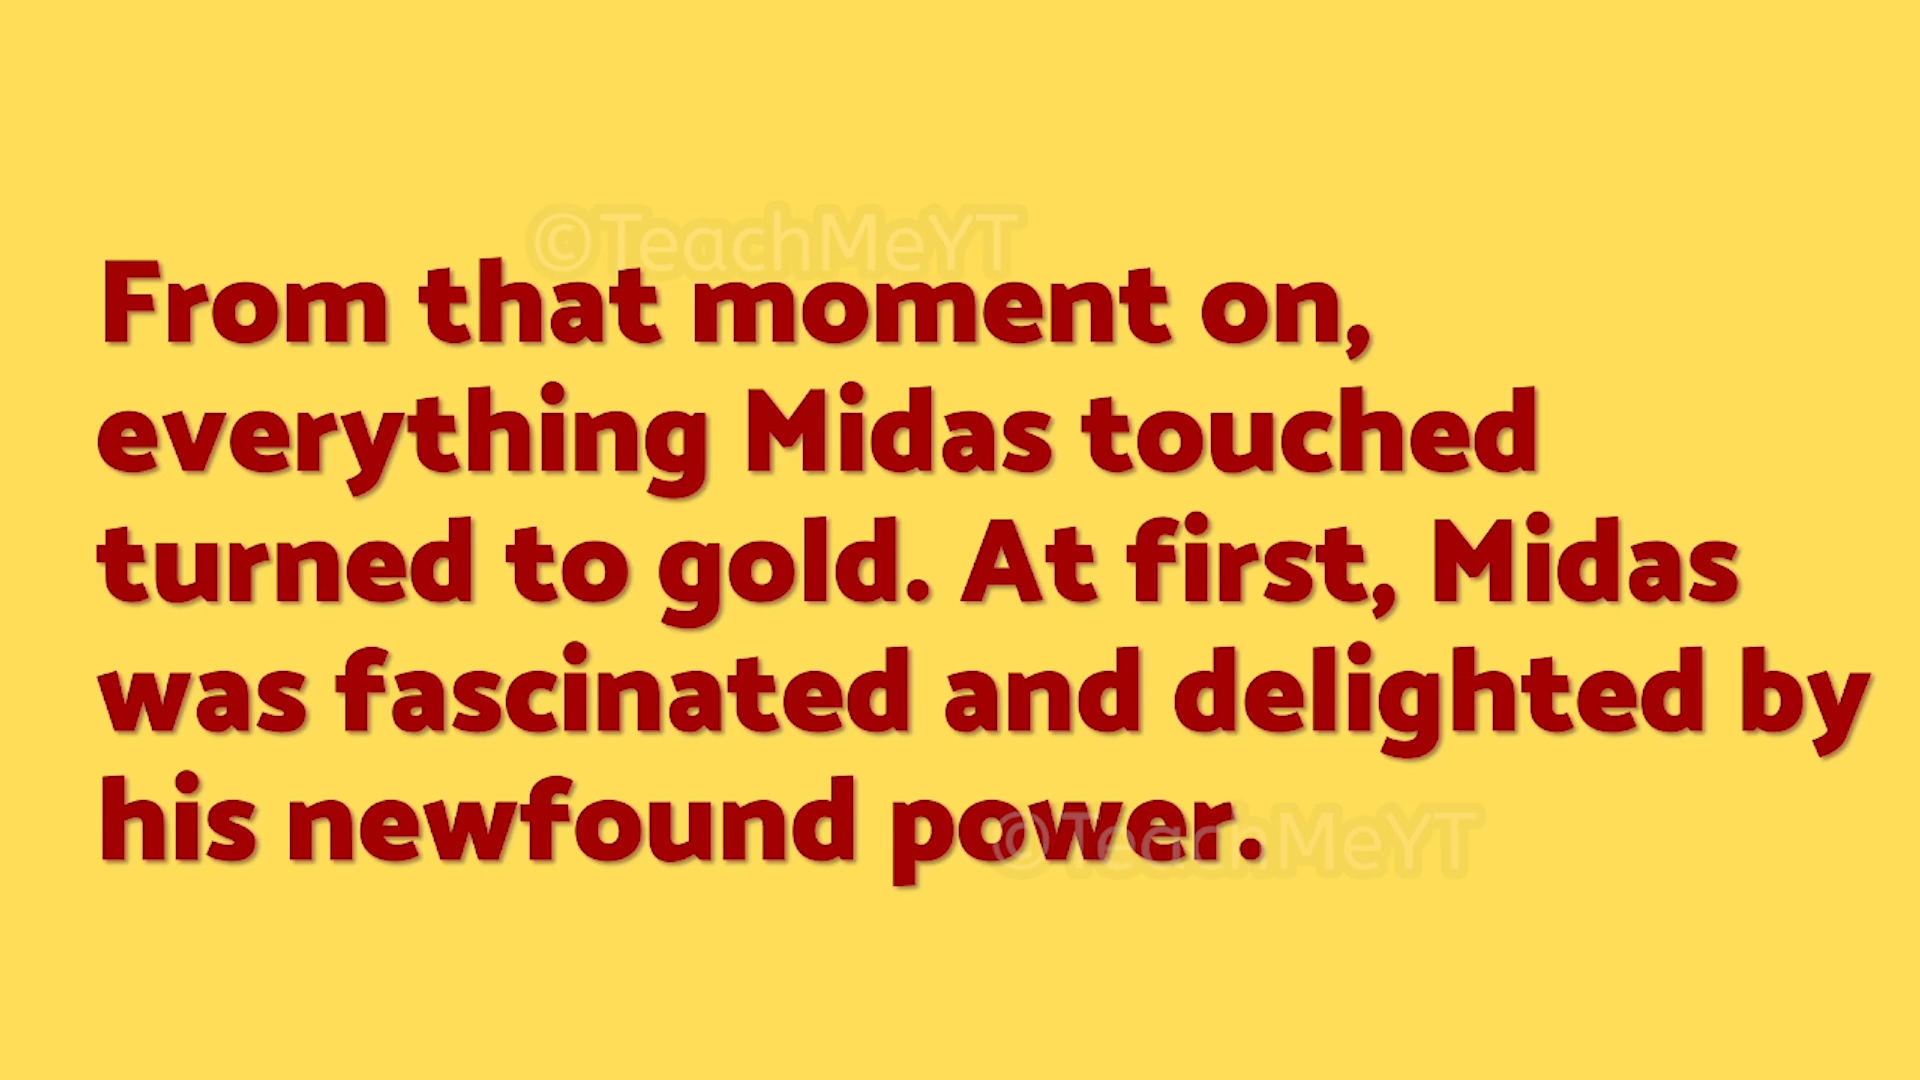 ©TeachMeYT
From that moment on,
everything Midas touched
turned to gold. At first, Midas
was fascinated and delighted by
his newfound power.
©TeachMeYT